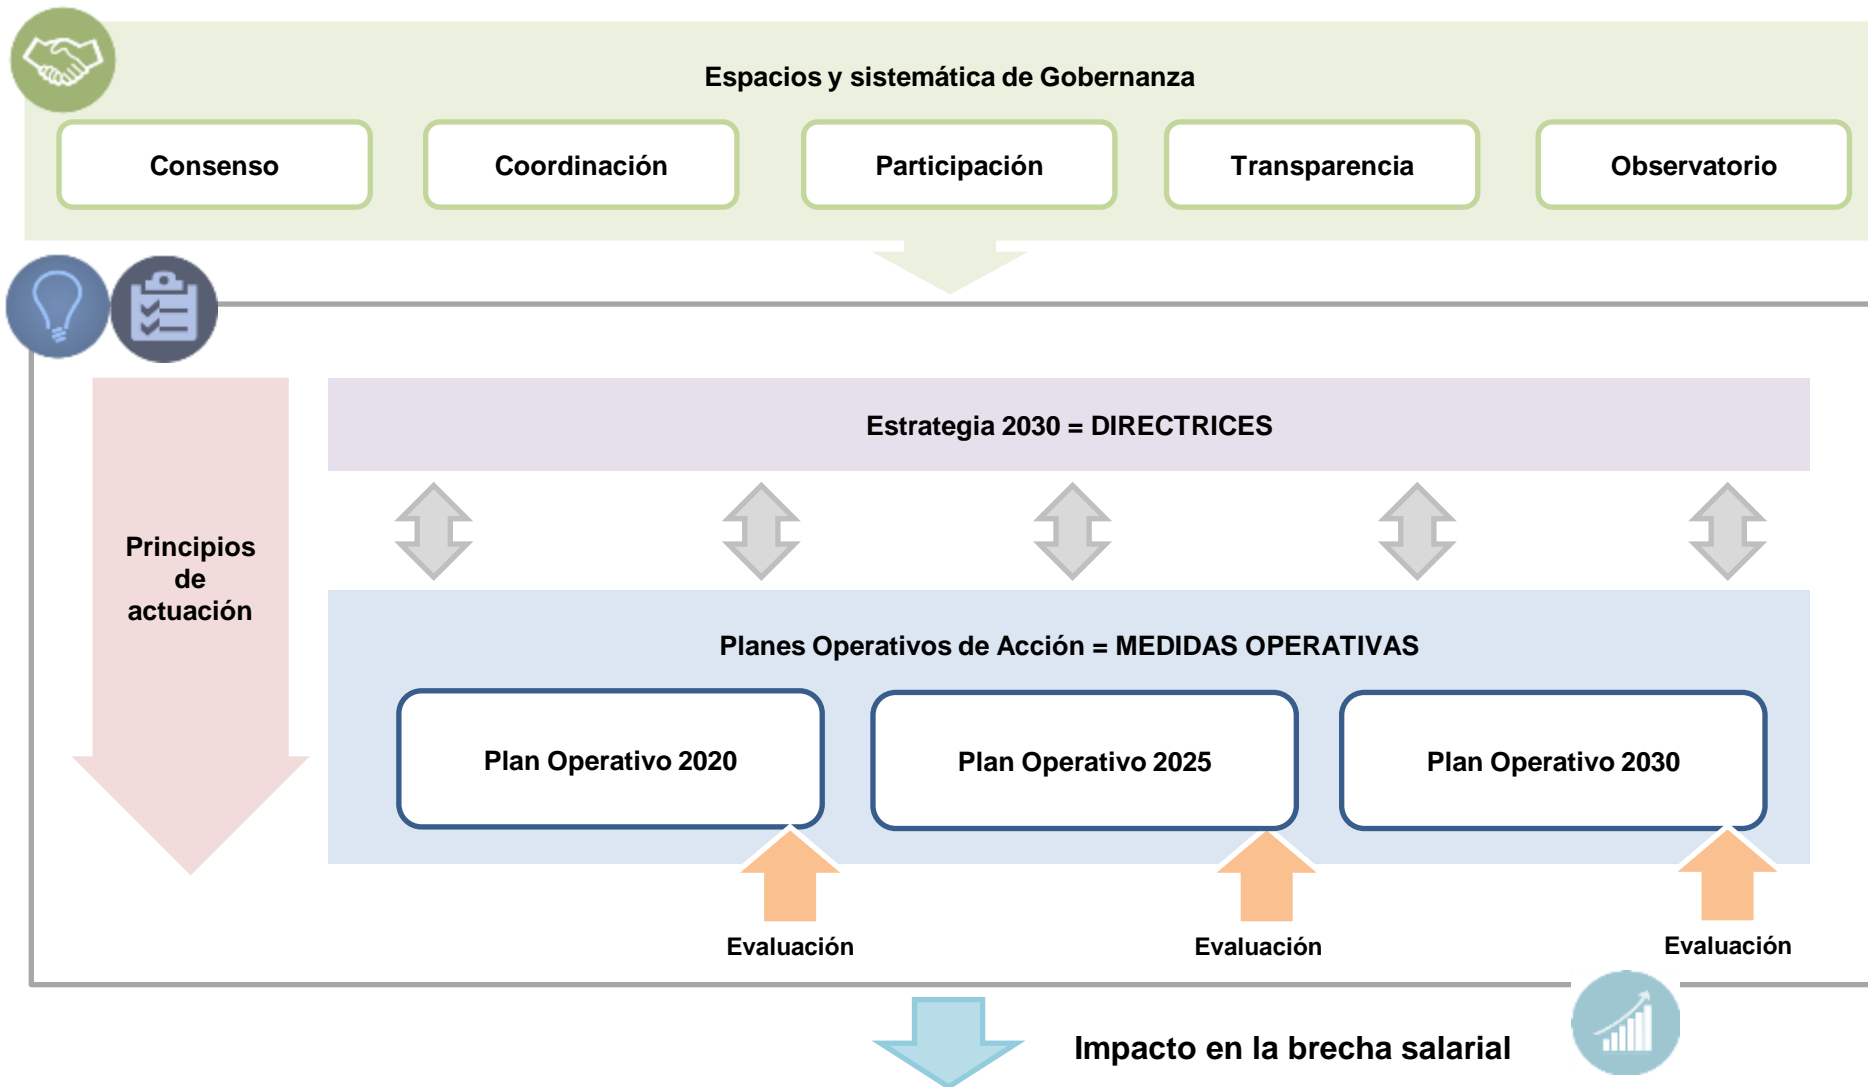 Espacios y sistemática de Gobernanza
Consenso
Coordinación
Participación
Transparencia
Observatorio
Estrategia 2030 = DIRECTRICES
Principios
de
actuación
Planes Operativos de Acción = MEDIDAS OPERATIVAS
Plan Operativo 2020
Plan Operativo 2025
Plan Operativo 2030
Evaluación
Evaluación
Evaluación
Impacto en la brecha salarial